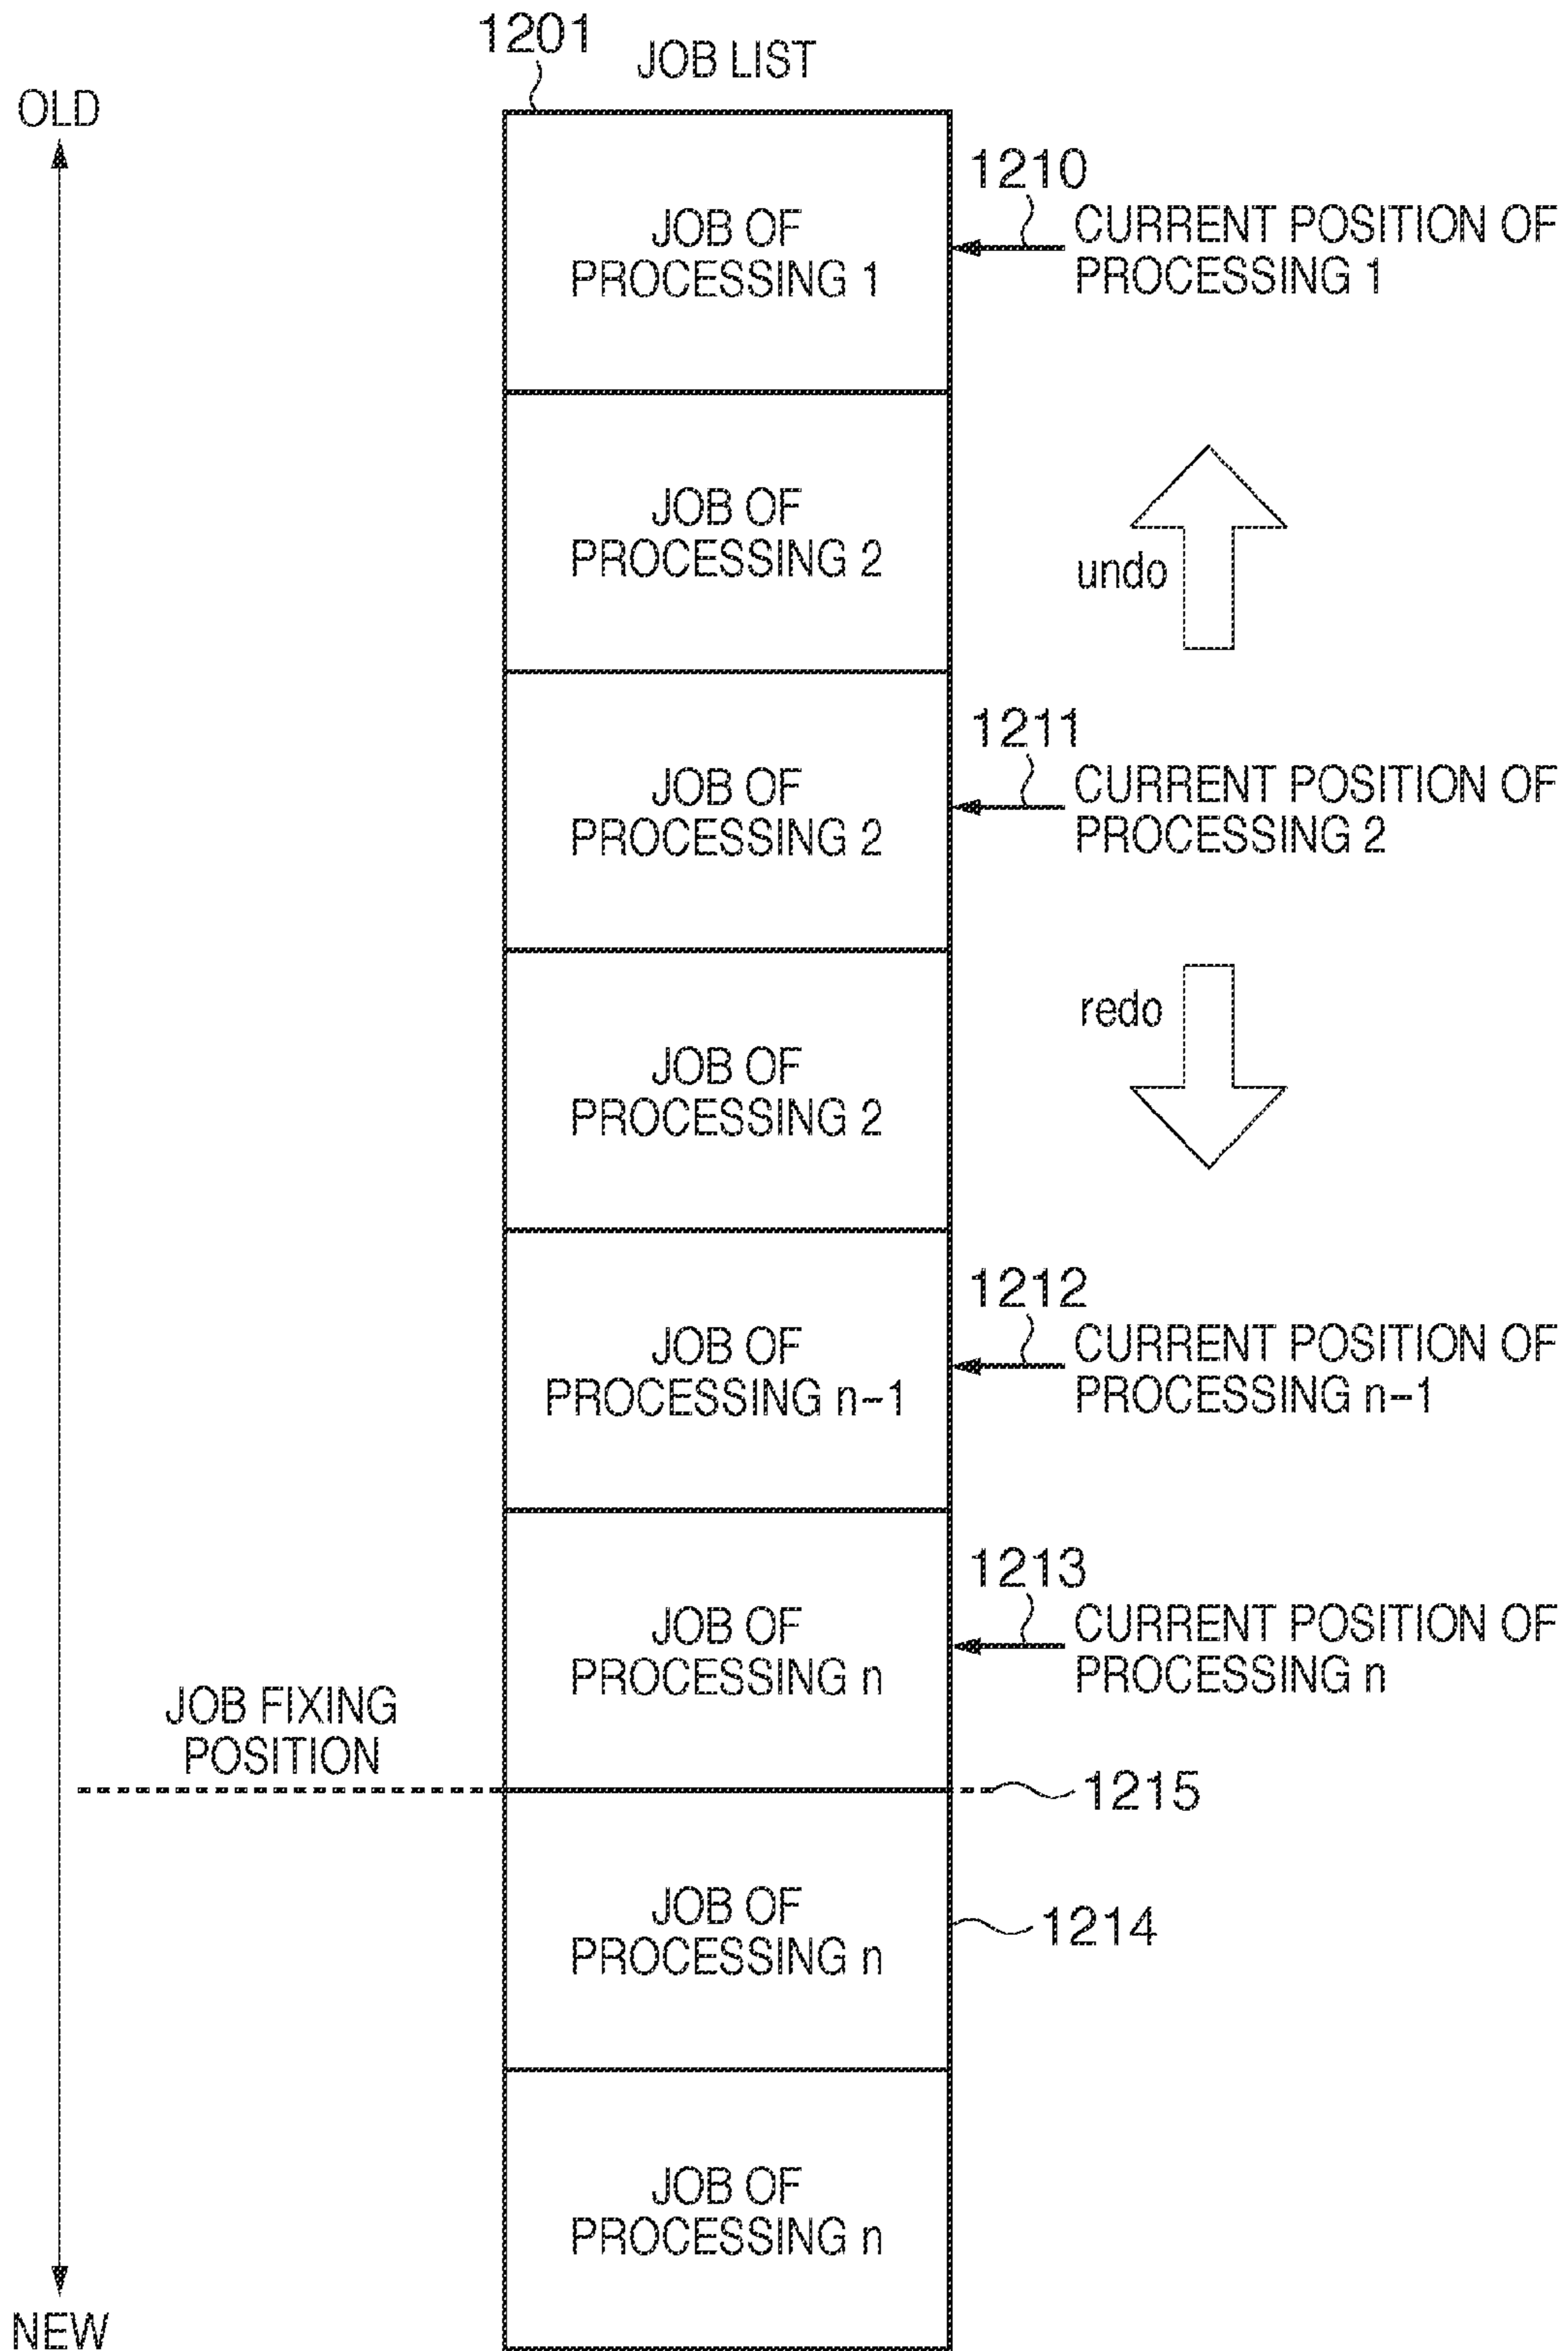 1201
JOB LIST
OLD
JOB OF
PROCESSING 1
1210
CURRENT POSITION OF
PROCESSING 1
JOB OF
PROCESSING 2
undo
JOB OF
PROCESSING 2
1211
CURRENT POSITION OF
PROCESSING 2
redo
JOB OF
PROCESSING 2
JOB OF
PROCESSING n-1
1212
CURRENT POSITION OF
PROCESSING n-1
JOB OF
PROCESSING n
1213
CURRENT POSITION OF
PROCESSING n
JOB FIXING
POSITION
1215
JOB OF
PROCESSING n
1214
JOB OF
PROCESSING n
NEW